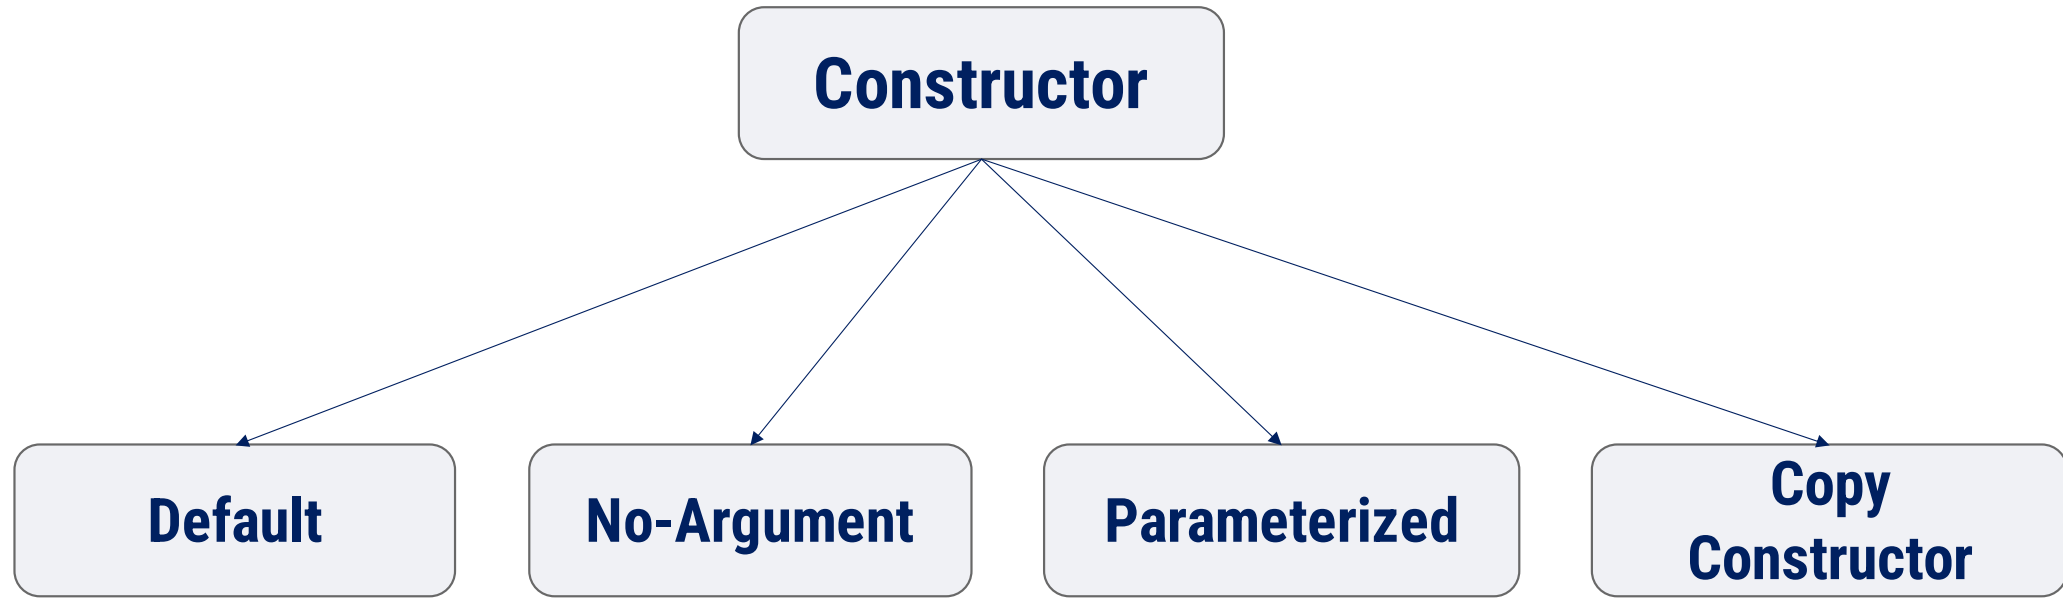 Constructor
Default
No-Argument
Parameterized
Copy
Constructor